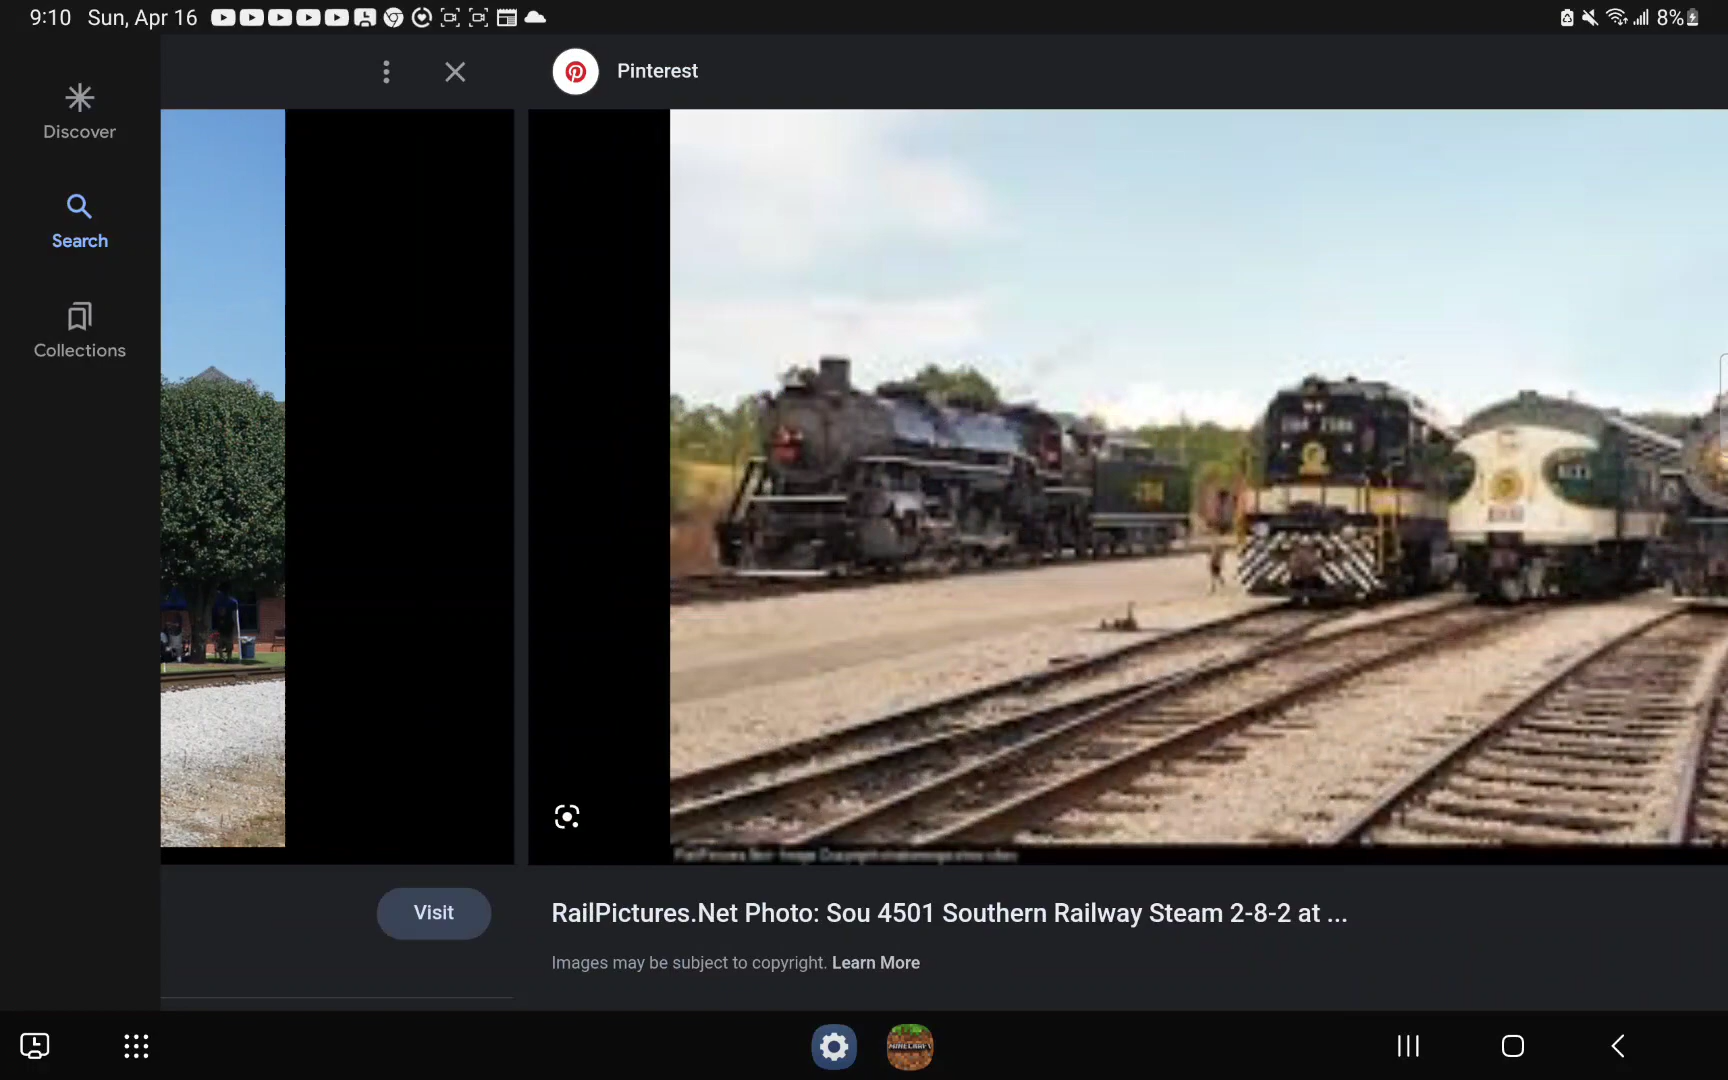 9:10 Sun, Apr 16
8%
Discover
Search
Collections
Pinterest
Visit
RailPictures.Net Photo: Sou 4501 Southern Railway Steam 2-8-2 at ...
Images may be subject to copyright. Learn More
MINECRAFT